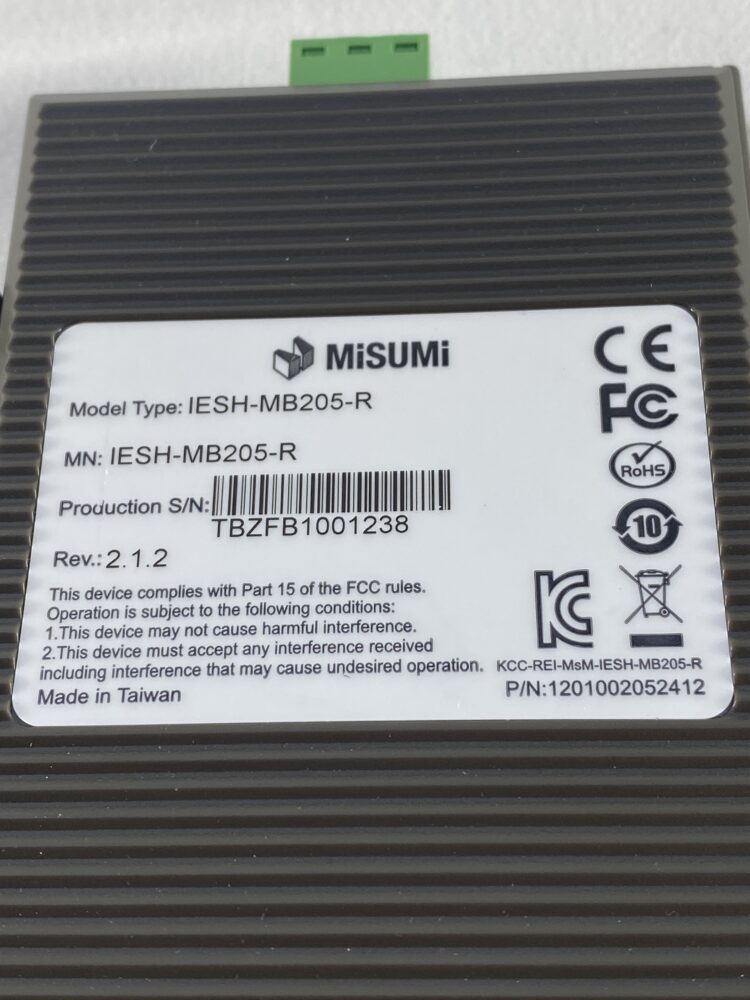 MiSUMi
Model Type: IESH-MB205-R
MN: IESH-MB205-R
Production S/N:
TBZFB1001238
Rev.: 2.1.2
This device complies with Part 15 of the FCC rules.
Operation is subject to the following conditions:
1.This device may not cause harmful interference.
2.This device must accept any interference received
including interference that may cause undesired operation.
Made in Taiwan
CE
FC
RoHS
10
KC
KCC-REI-MsM-IESH-MB205-R
P/N:1201002052412